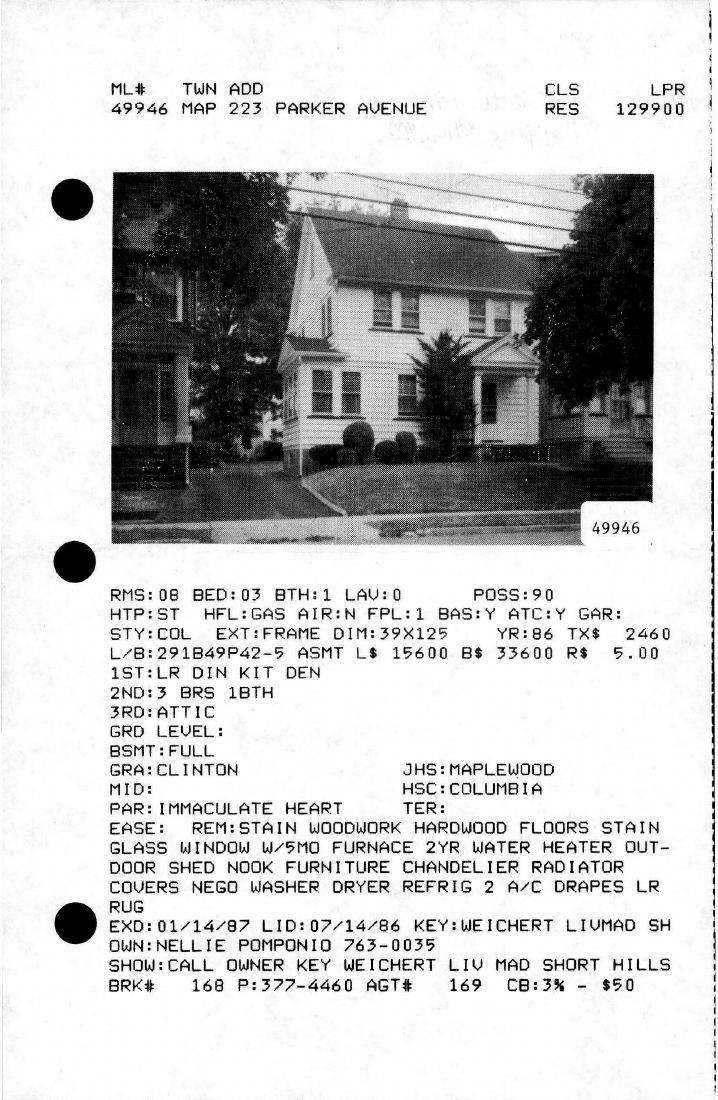 ML# TWN ADD CLS LPR
49946 MAP 223 PARKER AVENUE RES 129900
49946
RMS:08 BED:03 BTH:1 LAV:0 POSS:90
HTP:ST HFL:GAS AIR:N FPL:1 BAS:Y ATC:Y GAR:
STY:COL EXT:FRAME DIM:39X125 YR:86 TX$ 2460
L/B:291B49P42-5 ASMT L$ 15600 B$ 33600 R$ 5.00
1ST:LR DIN KIT DEN
2ND:3 BRS 1BTH
3RD:ATTIC
GRD LEVEL:
BSMT:FULL
GRA:CLINTON JHS:MAPLEWOOD
MID: HSC:COLUMBIA
PAR:IMMACULATE HEART TER:
EASE: REM:STAIN WOODWORK HARDWOOD FLOORS STAIN
GLASS WINDOW W/5MO FURNACE 2YR WATER HEATER OUT-
DOOR SHED NOOK FURNITURE CHANDELIER RADIATOR
COVERS NEGO WASHER DRYER REFRIG 2 A/C DRAPES LR
RUG
EXD:01/14/87 LID:07/14/86 KEY:WEICHERT LIVMAD SH
OWN:NELLIE POMPONIO 763-0035
SHOW:CALL OWNER KEY WEICHERT LIV MAD SHORT HILLS
BRK# 168 P:377-4460 AGT# 169 CB:3% - $50